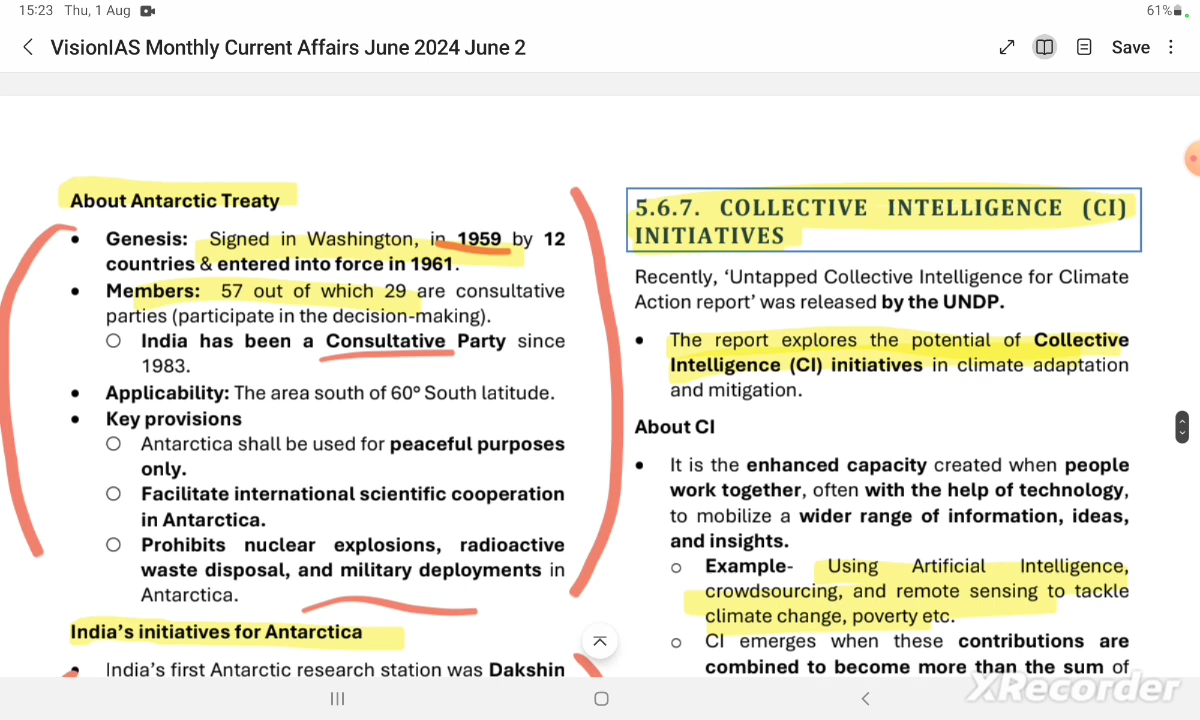 15:23 Thu, 1 Aug
61%
VisionIAS Monthly Current Affairs June 2024 June 2
Save
About Antarctic Treaty
• Genesis: Signed in Washington, in 1959 by 12
countries & entered into force in 1961.
• Members: 57 out of which 29 are consultative
parties (participate in the decision-making).
○ India has been a Consultative Party since
1983.
• Applicability: The area south of 60° South latitude.
• Key provisions
○ Antarctica shall be used for peaceful purposes
only.
○ Facilitate international scientific cooperation
in Antarctica.
○ Prohibits nuclear explosions, radioactive
waste disposal, and military deployments in
Antarctica.
India's initiatives for Antarctica
• India's first Antarctic research station was Dakshin
5.6.7. COLLECTIVE INTELLIGENCE (CI)
INITIATIVES
Recently, 'Untapped Collective Intelligence for Climate
Action report' was released by the UNDP.
• The report explores the potential of Collective
Intelligence (CI) initiatives in climate adaptation
and mitigation.
About CI
• It is the enhanced capacity created when people
work together, often with the help of technology,
to mobilize a wider range of information, ideas,
and insights.
○ Example- Using Artificial Intelligence,
crowdsourcing, and remote sensing to tackle
climate change, poverty etc.
○ CI emerges when these contributions are
combined to become more than the sum of
XRecorder